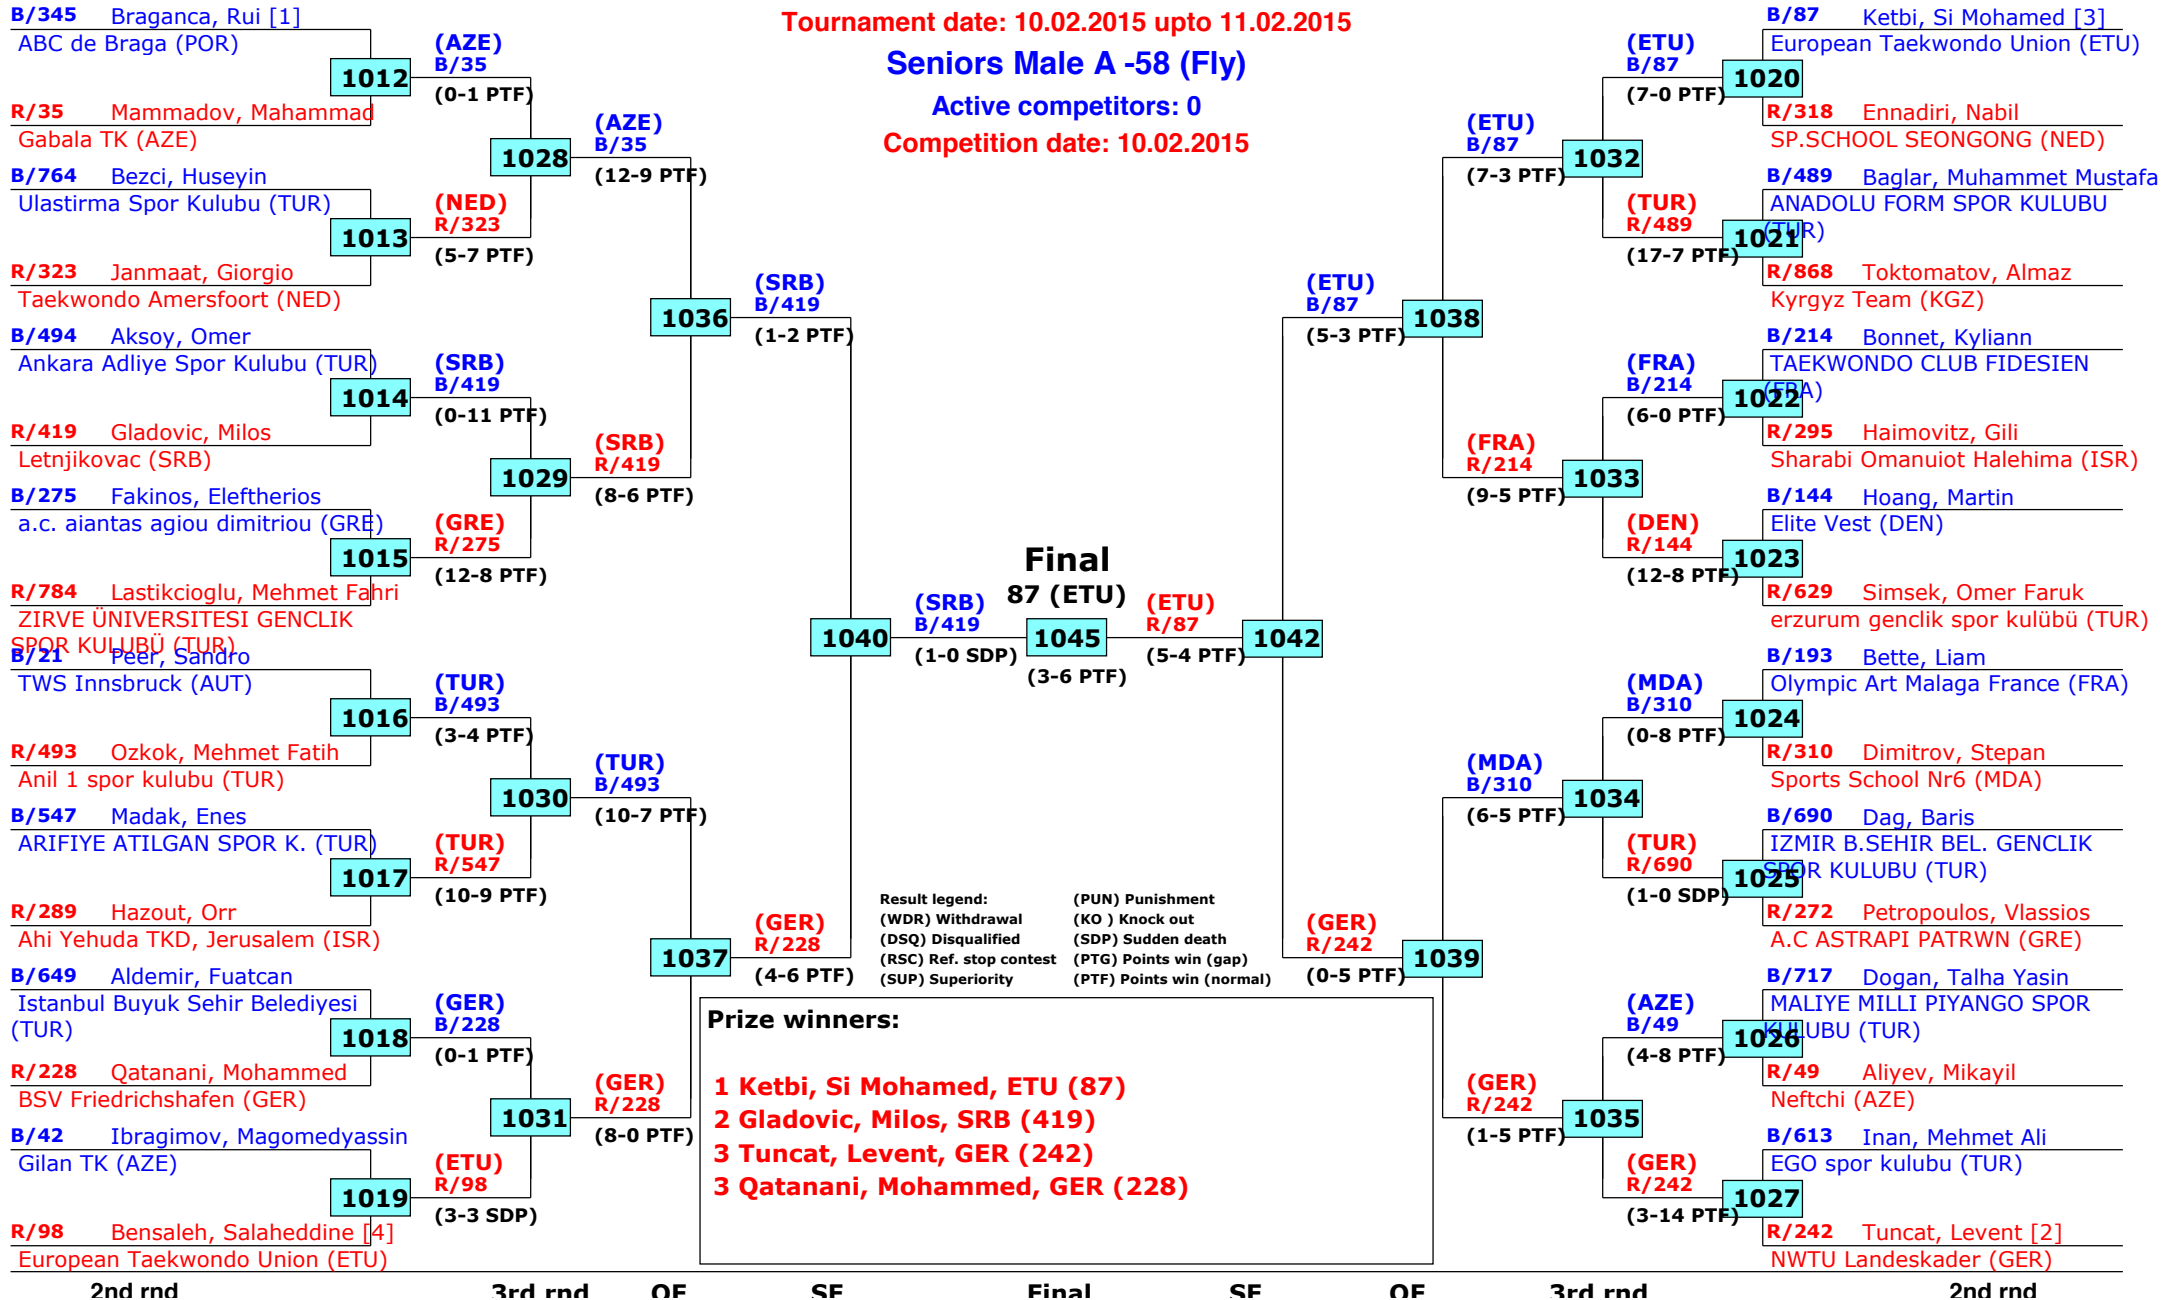 Tournament date: 10.02.2015 upto 11.02.2015
Seniors Male A -58 (Fly)
Active competitors: 0
Competition date: 10.02.2015
B/345 Braganca, Rui [1]
ABC de Braga (POR)
1012
R/35 Mammadov, Mahammad
Gabala TK (AZE)
B/764 Bezci, Huseyin
Ulastirma Spor Kulubu (TUR)
1013
R/323 Janmaat, Giorgio
Taekwondo Amersfoort (NED)
B/494 Aksoy, Omer
Ankara Adliye Spor Kulubu (TUR)
1014
R/419 Gladovic, Milos
Letnjikovac (SRB)
B/275 Fakinos, Eleftherios
a.c. aiantas agiou dimitriou (GRE)
1015
R/784 Lastikcioglu, Mehmet Fahri
ZIRVE ÜNIVERSITESI GENCLIK
SPOR KULUBÜ (TUR)
B/21 Peer, Sandro
TWS Innsbruck (AUT)
1016
R/493 Ozkok, Mehmet Fatih
Anil 1 spor kulubu (TUR)
B/547 Madak, Enes
ARIFIYE ATILGAN SPOR K. (TUR)
1017
R/289 Hazout, Orr
Ahi Yehuda TKD, Jerusalem (ISR)
B/649 Aldemir, Fuatcan
Istanbul Buyuk Sehir Belediyesi
(TUR)
1018
R/228 Qatanani, Mohammed
BSV Friedrichshafen (GER)
B/42 Ibragimov, Magomedyassin
Gilan TK (AZE)
1019
R/98 Bensaleh, Salaheddine [4]
European Taekwondo Union (ETU)
(AZE)
B/35
(0-1 PTF)
1028
(NED)
R/323
(5-7 PTF)
(SRB)
B/419
(0-11 PTF)
1029
(GRE)
R/275
(12-8 PTF)
(TUR)
B/493
(3-4 PTF)
1030
(TUR)
R/547
(10-9 PTF)
(GER)
B/228
(0-1 PTF)
1031
(ETU)
R/98
(3-3 SDP)
(AZE)
B/35
(12-9 PTF)
1036
(SRB)
R/419
(8-6 PTF)
(TUR)
B/493
(10-7 PTF)
1037
(GER)
R/228
(8-0 PTF)
(SRB)
B/419
(1-2 PTF)
1040
(GER)
R/228
(4-6 PTF)
(SRB)
B/419
(1-0 SDP)
Final
87 (ETU)
1045
(3-6 PTF)
(ETU)
R/87
(5-4 PTF)
1042
(ETU)
B/87
(5-3 PTF)
1038
(GER)
R/242
(0-5 PTF)
1039
(ETU)
B/87
(7-3 PTF)
1032
(FRA)
R/214
(9-5 PTF)
1033
(MDA)
B/310
(6-5 PTF)
1034
(GER)
R/242
(1-5 PTF)
1035
(ETU)
B/87
(7-0 PTF)
(TUR)
R/489
(17-7 PTF)
(FRA)
B/214
(6-0 PTF)
(DEN)
R/144
(12-8 PTF)
(MDA)
B/310
(0-8 PTF)
(TUR)
R/690
(1-0 SDP)
(AZE)
B/49
(4-8 PTF)
(GER)
R/242
(3-14 PTF)
B/87 Ketbi, Si Mohamed [3]
European Taekwondo Union (ETU)
1020
R/318 Ennadiri, Nabil
SP.SCHOOL SEONGONG (NED)
B/489 Baglar, Muhammet Mustafa
ANADOLU FORM SPOR KULUBU
(TUR)
1021
R/868 Toktomatov, Almaz
Kyrgyz Team (KGZ)
B/214 Bonnet, Kyliann
TAEKWONDO CLUB FIDESIEN
(FRA)
1022
R/295 Haimovitz, Gili
Sharabi Omanuiot Halehima (ISR)
B/144 Hoang, Martin
Elite Vest (DEN)
1023
R/629 Simsek, Omer Faruk
erzurum genclik spor kulübü (TUR)
B/193 Bette, Liam
Olympic Art Malaga France (FRA)
1024
R/310 Dimitrov, Stepan
Sports School Nr6 (MDA)
B/690 Dag, Baris
IZMIR B.SEHIR BEL. GENCLIK
SPOR KULUBU (TUR)
1025
R/272 Petropoulos, Vlassios
A.C ASTRAPI PATRWN (GRE)
B/717 Dogan, Talha Yasin
MALIYE MILLI PIYANGO SPOR
KULUBU (TUR)
1026
R/49 Aliyev, Mikayil
Neftchi (AZE)
B/613 Inan, Mehmet Ali
EGO spor kulubu (TUR)
1027
R/242 Tuncat, Levent [2]
NWTU Landeskader (GER)
Result legend: (PUN) Punishment
(WDR) Withdrawal (KO ) Knock out
(DSQ) Disqualified (SDP) Sudden death
(RSC) Ref. stop contest (PTG) Points win (gap)
(SUP) Superiority (PTF) Points win (normal)
Prize winners:
1 Ketbi, Si Mohamed, ETU (87)
2 Gladovic, Milos, SRB (419)
3 Tuncat, Levent, GER (242)
3 Qatanani, Mohammed, GER (228)
2nd rnd 3rd rnd QF SF Final SF QF 3rd rnd 2nd rnd